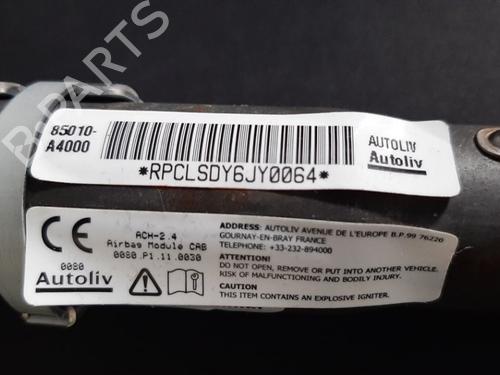 B-PARTS
85010-
A4000
*RPCLSDY6JY0064*
AUTOLIV
Autoliv
CE
0080
Autoliv
ACH-2.4
Airbag Module CAB
0080.P1.11.0030
ADDRESS: AUTOLIV AVENUE DE L'EUROPE B.P.99 76220
GOURNAY-EN-BRAY FRANCE
TELEPHONE: +33-232-894000
ATTENTION!
DO NOT OPEN, REMOVE OR PUT INTO ANOTHER VEHICLE.
RISK OF MALFUNCTIONING AND BODILY INJURY.
CAUTION
THIS ITEM CONTAINS AN EXPLOSIVE IGNITER.